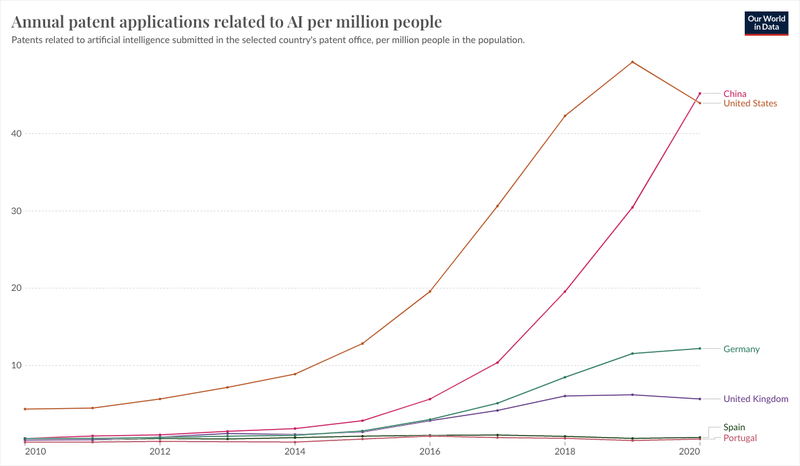 Annual patent applications related to AI per million people
Our World
in Data
Patents related to artificial intelligence submitted in the selected country's patent office, per million people in the population.
40
30
20
10
China
United States
Germany
United Kingdom
Spain
Portugal
2010
2012
2014
2016
2018
2020